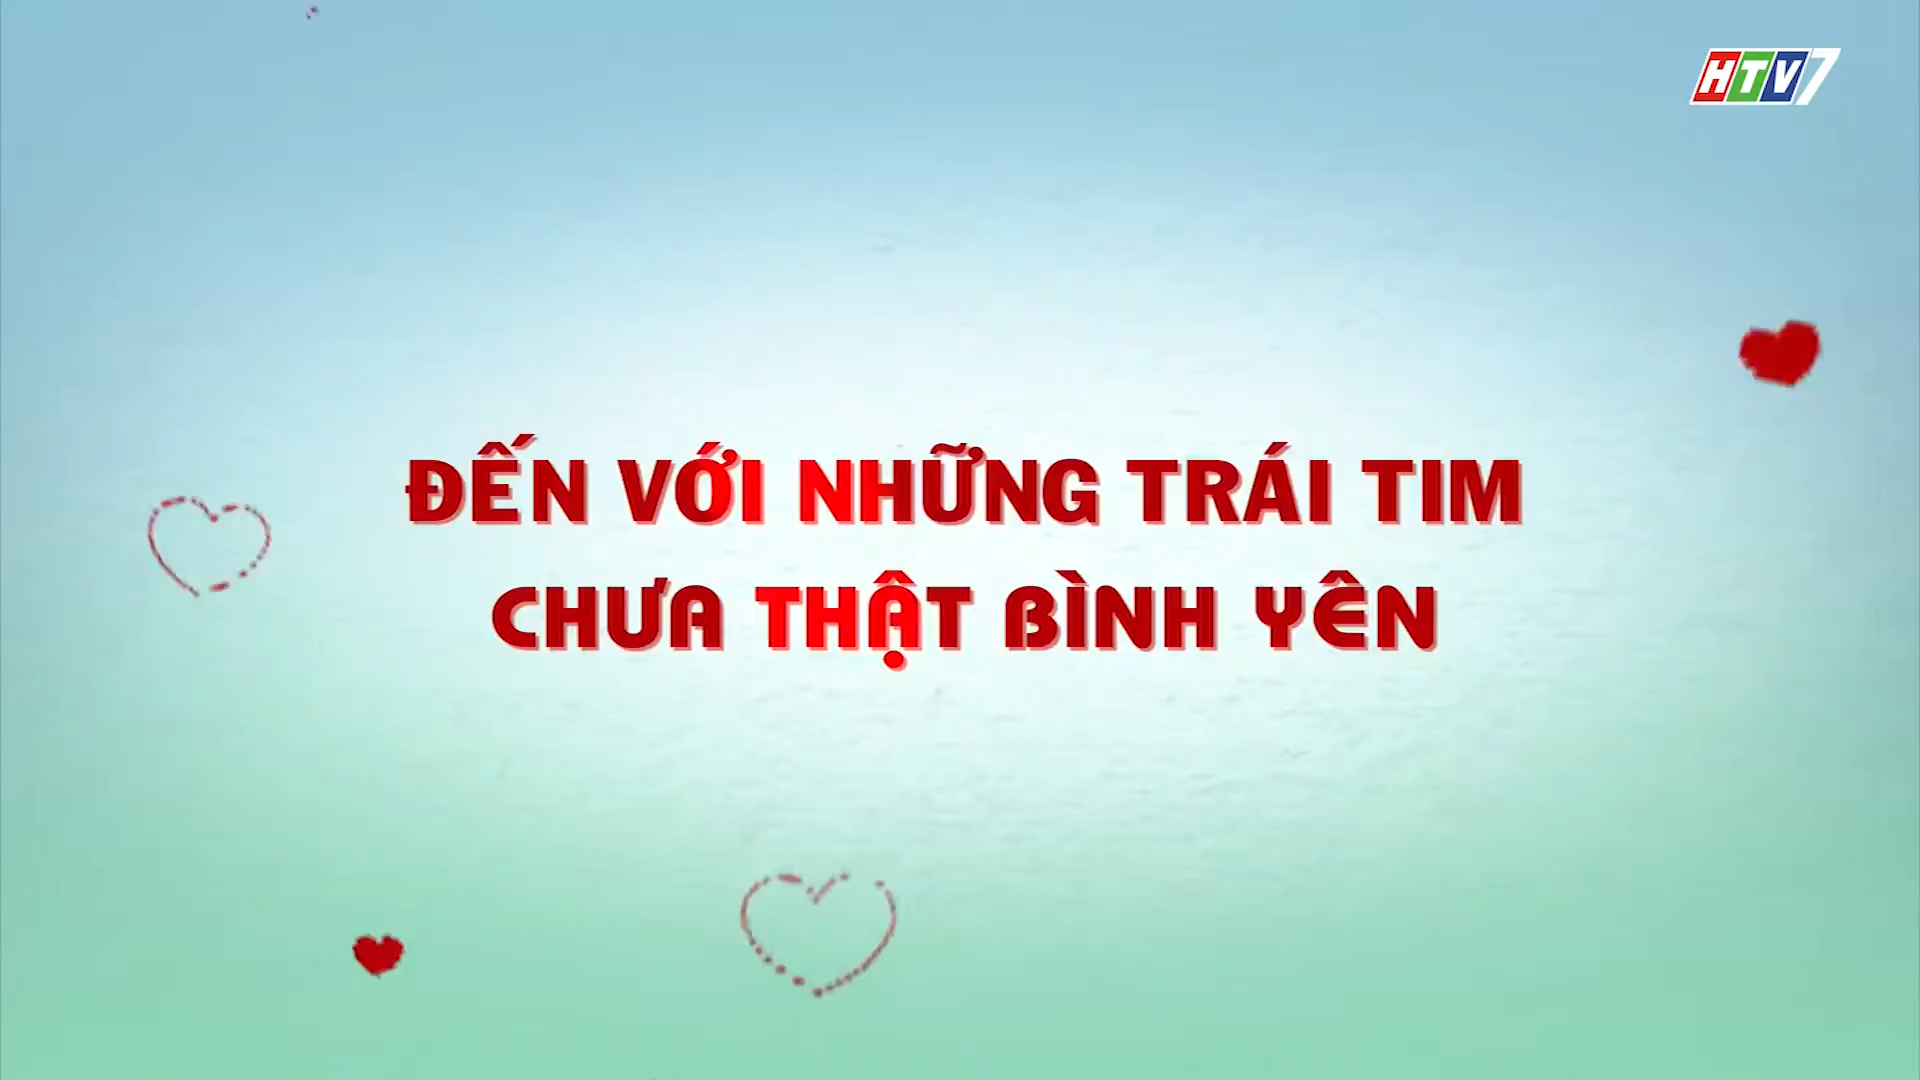 HTV7
ĐẾN VỚI NHỮNG TRÁI TIM
CHƯA THẬT BÌNH YÊN